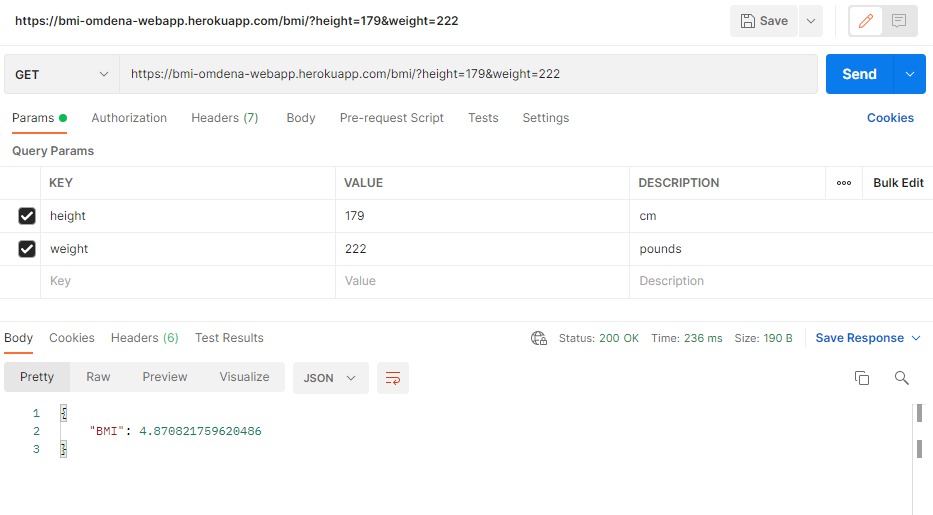 https://bmi-omdena-webapp.herokuapp.com/bmi/?height=179&weight=222
Save
GET
https://bmi-omdena-webapp.herokuapp.com/bmi/?height=179&weight=222
Send
Params Authorization Headers (7) Body Pre-request Script Tests Settings Cookies
Query Params
KEY VALUE DESCRIPTION ooo Bulk Edit
height 179 cm
weight 222 pounds
Key Value Description
Body Cookies Headers (6) Test Results Status: 200 OK Time: 236 ms Size: 190 B Save Response
Pretty Raw Preview Visualize JSON
1 {
2 "BMI": 4.870821759620486
3 }